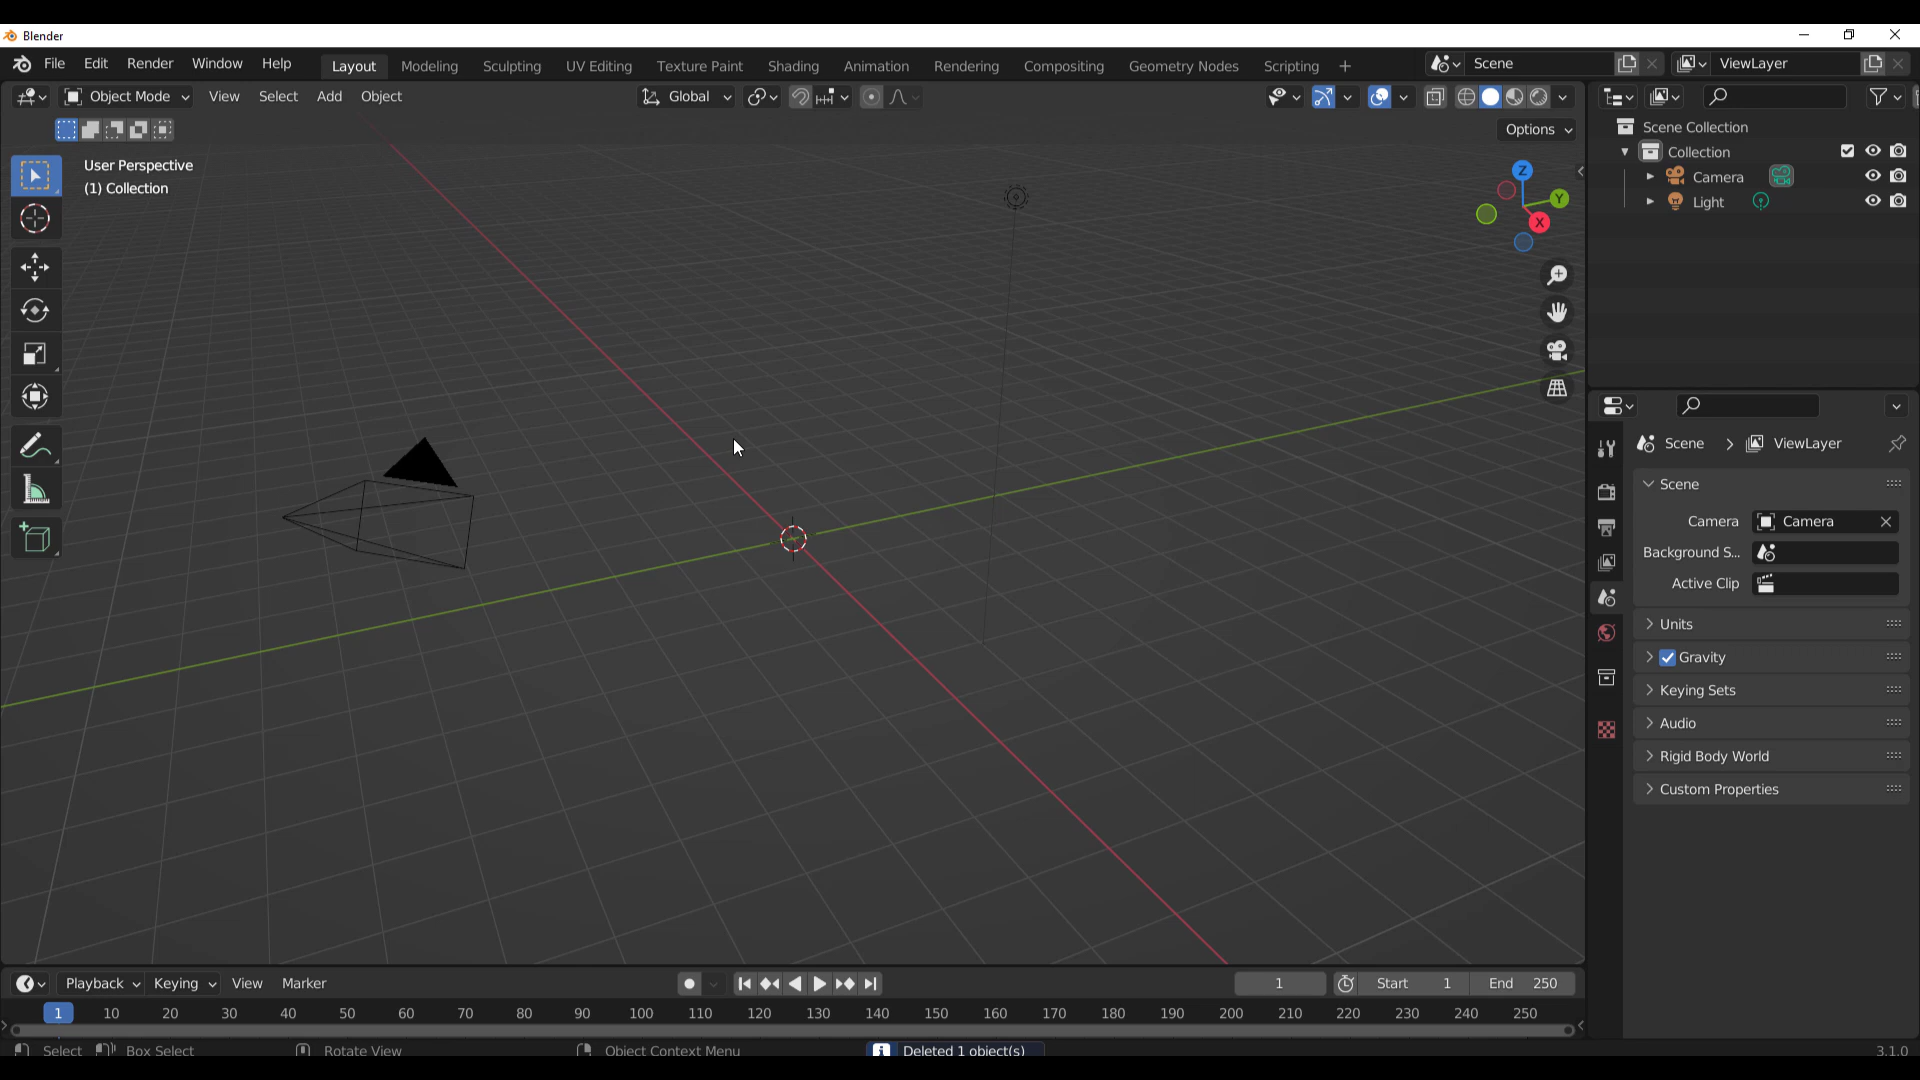 Blender
File Edit Render Window Help Layout Modeling Sculpting UV Editing Texture Paint Shading Animation Rendering Compositing Geometry Nodes Scripting + Scene ViewLayer
Object Mode View Select Add Object Global
Options
User Perspective
(1) Collection
Z
Y
X
Scene Collection
Collection
Camera
Light
Scene > ViewLayer
Scene
Camera Camera
Background S...
Active Clip
Units
Gravity
Keying Sets
Audio
Rigid Body World
Custom Properties
Playback Keying View Marker 1 Start 1 End 250
1 10 20 30 40 50 60 70 80 90 100 110 120 130 140 150 160 170 180 190 200 210 220 230 240 250
Select Box Select Rotate View Object Context Menu Deleted 1 object(s) 3.1.0